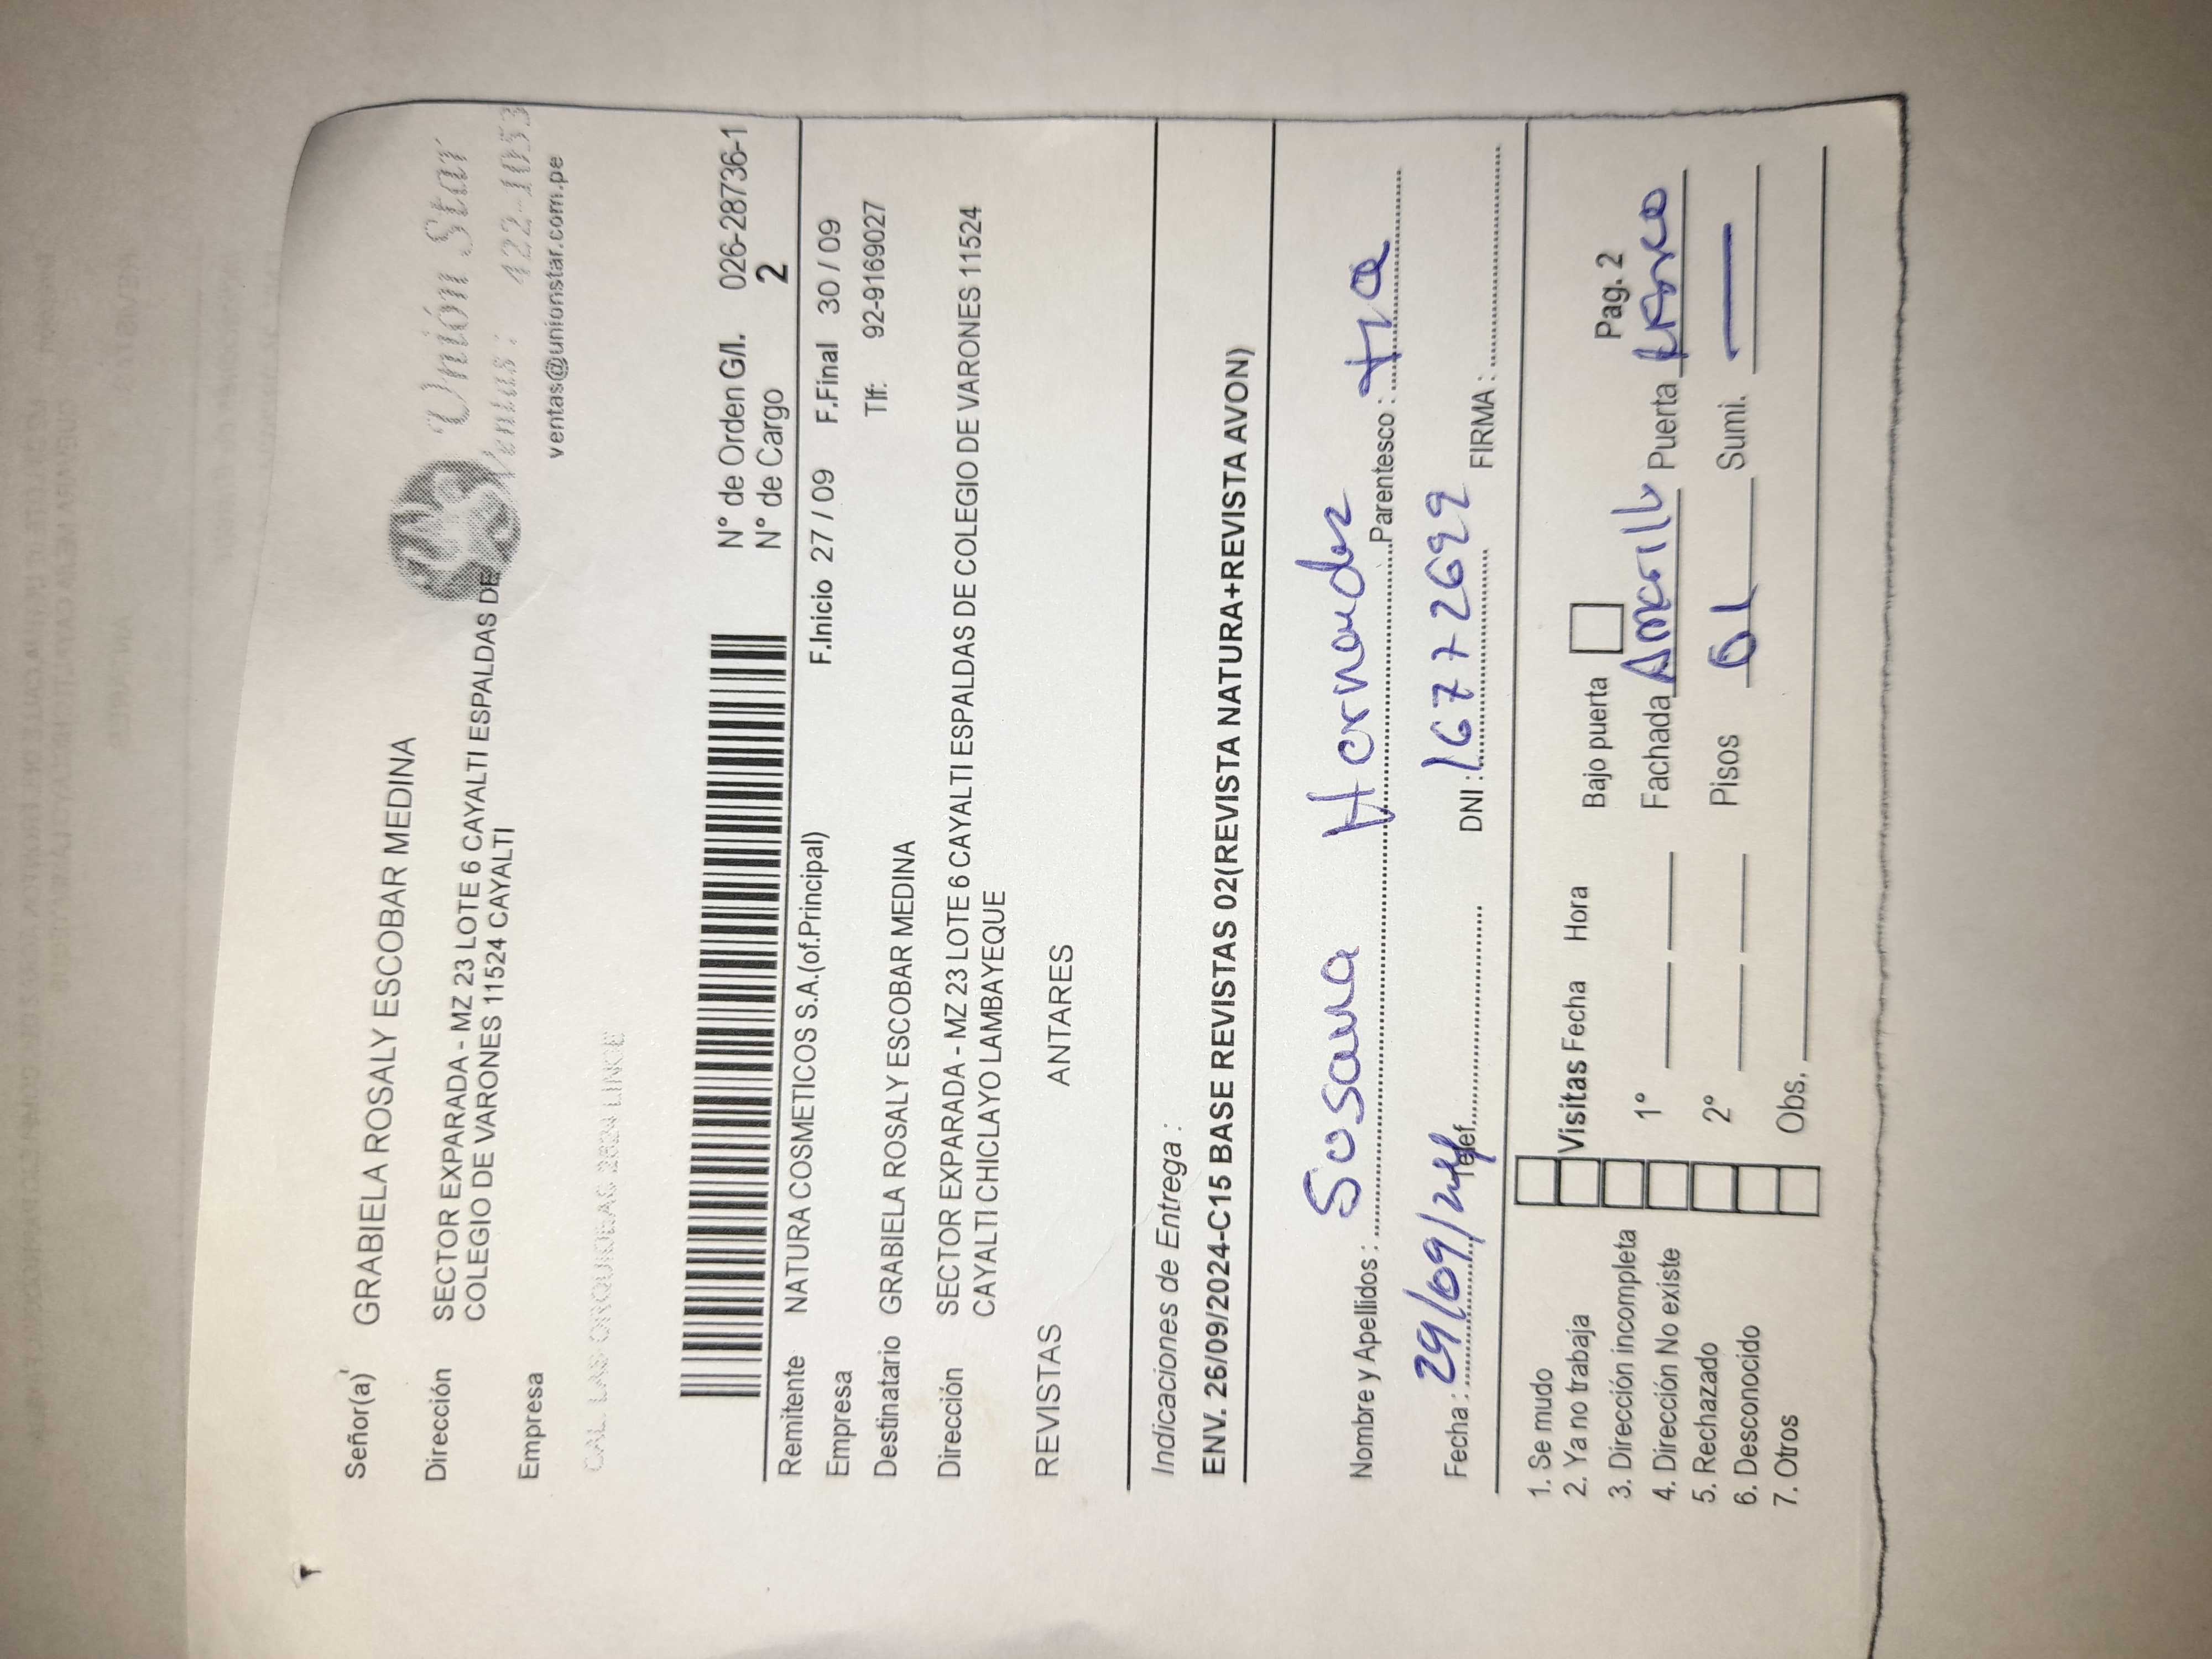 Señor(a) GRABIELA ROSALY ESCOBAR MEDINA
Unión Star
Ventas: 422-1053
ventas@unionstar.com.pe
Dirección SECTOR EXPARADA - MZ 23 LOTE 6 CAYALTI ESPALDAS DE
COLEGIO DE VARONES 11524 CAYALTI
Empresa
CAL. LAS ORQUIDEAS 2624 LINCE
N° de Orden G/I. 026-28736-1
N° de Cargo 2
Remitente NATURA COSMETICOS S.A.(of.Principal) F.Inicio 27 / 09 F.Final 30 / 09
Empresa Tlf: 92-9169027
Destinatario GRABIELA ROSALY ESCOBAR MEDINA
Dirección SECTOR EXPARADA - MZ 23 LOTE 6 CAYALTI ESPALDAS DE COLEGIO DE VARONES 11524
CAYALTI CHICLAYO LAMBAYEQUE
REVISTAS ANTARES
Indicaciones de Entrega :
ENV. 26/09/2024-C15 BASE REVISTAS 02(REVISTA NATURA+REVISTA AVON)
Nombre y Apellidos : Susana Hernandez Parentesco : tia
Fecha : 29/09/24 Telef. DNI : 16772699 FIRMA :
1. Se mudo
2. Ya no trabaja Visitas Fecha Hora Bajo puerta
Pag. 2
3. Dirección incompleta
4. Dirección No existe 1° Fachada Amarillo Puerta
5. Rechazado
6. Desconocido 2° Pisos 01 Sumi.
7. Otros Obs.